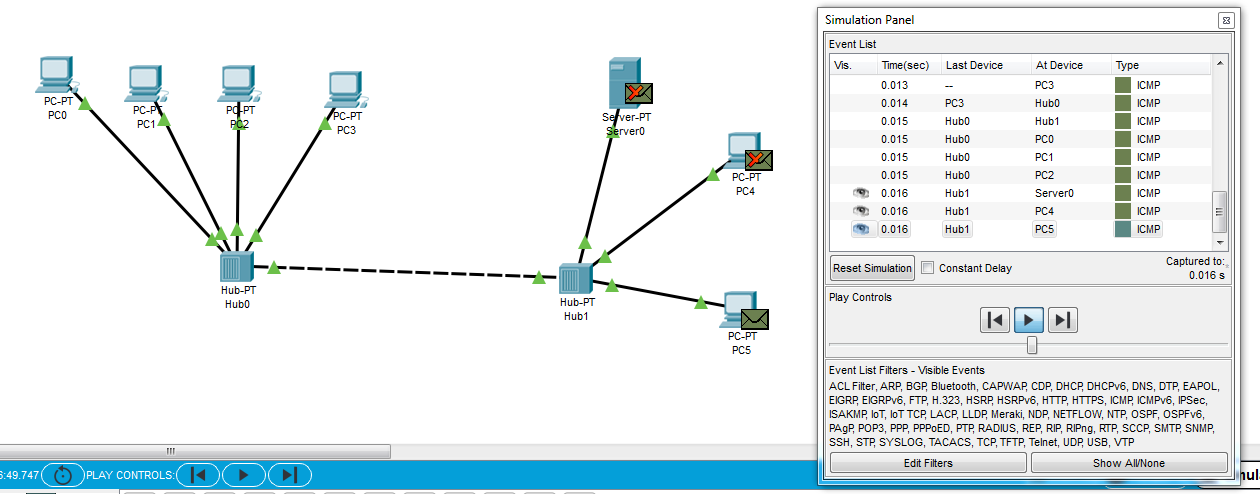 PC-PT
PC0
PC-PT
PC1
PC-PT
PC2
PC-PT
PC3
Server-PT
Server0
PC-PT
PC4
Hub-PT
Hub0
Hub-PT
Hub1
PC-PT
PC5
Simulation Panel
Event List
Vis. Time(sec) Last Device At Device Type
0.013 -- PC3 ICMP
0.014 PC3 Hub0 ICMP
0.015 Hub0 Hub1 ICMP
0.015 Hub0 PC0 ICMP
0.015 Hub0 PC1 ICMP
0.015 Hub0 PC2 ICMP
0.016 Hub1 Server0 ICMP
0.016 Hub1 PC4 ICMP
0.016 Hub1 PC5 ICMP
Reset Simulation Constant Delay
Captured to:
0.016 s
Play Controls
Event List Filters - Visible Events
ACL Filter, ARP, BGP, Bluetooth, CAPWAP, CDP, DHCP, DHCPv6, DNS, DTP, EAPOL,
EIGRP, EIGRPv6, FTP, H.323, HSRP, HSRPv6, HTTP, HTTPS, ICMP, ICMPv6, IPSec,
ISAKMP, IoT, IoT TCP, LACP, LLDP, Meraki, NDP, NETFLOW, NTP, OSPF, OSPFv6,
PAgP, POP3, PPP, PPPoED, PTP, RADIUS, REP, RIP, RIPng, RTP, SCCP, SMTP, SNMP,
SSH, STP, SYSLOG, TACACS, TCP, TFTP, Telnet, UDP, USB, VTP
Edit Filters Show All/None
6:49.747 PLAY CONTROLS: